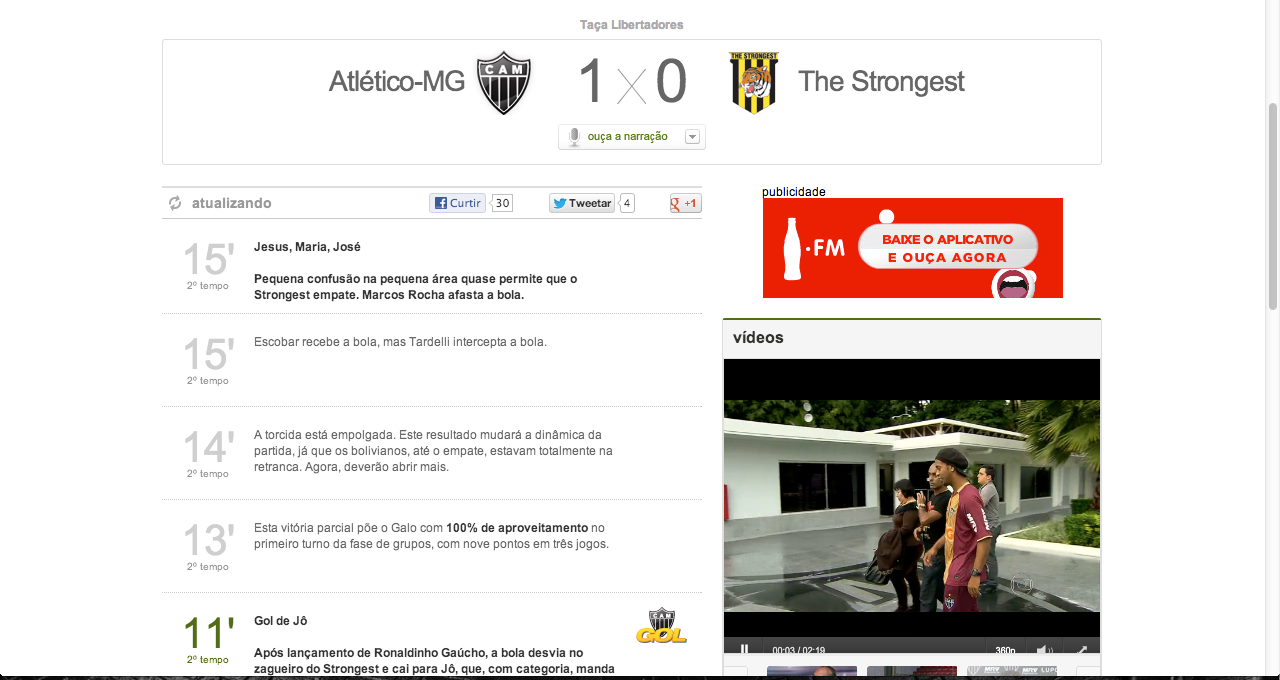 Taça Libertadores
Atlético-MG
CAM
1 x 0
THE STRONGEST
The Strongest
ouça a narração
atualizando
Curtir
30
Tweetar
4
+1
publicidade
.FM
BAIXE O APLICATIVO
E OUÇA AGORA
15'
2º tempo
Jesus, Maria, José
Pequena confusão na pequena área quase permite que o
Strongest empate. Marcos Rocha afasta a bola.
15'
2º tempo
Escobar recebe a bola, mas Tardelli intercepta a bola.
14'
2º tempo
A torcida está empolgada. Este resultado mudará a dinâmica da
partida, já que os bolivianos, até o empate, estavam totalmente na
retranca. Agora, deverão abrir mais.
13'
2º tempo
Esta vitória parcial põe o Galo com 100% de aproveitamento no
primeiro turno da fase de grupos, com nove pontos em três jogos.
11'
2º tempo
Gol de Jô
CAM
GOL
Após lançamento de Ronaldinho Gaúcho, a bola desvia no
zagueiro do Strongest e cai para Jô, que, com categoria, manda
vídeos
00:03 / 02:19
360p